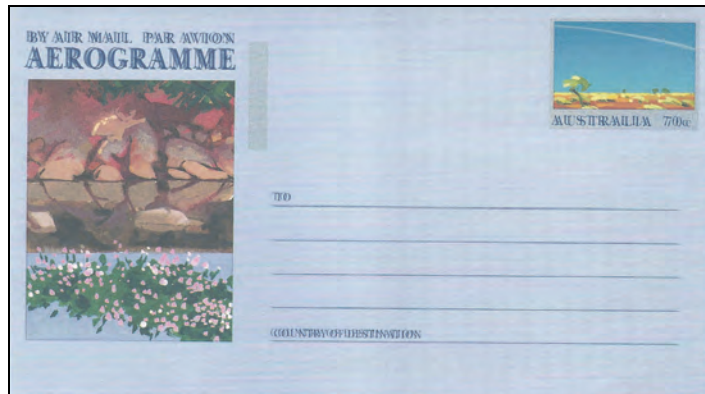 BY AIR MAIL PAR AVION
AEROGRAMME
AUSTRALIA 70c
TO
COUNTRY OF DESTINATION